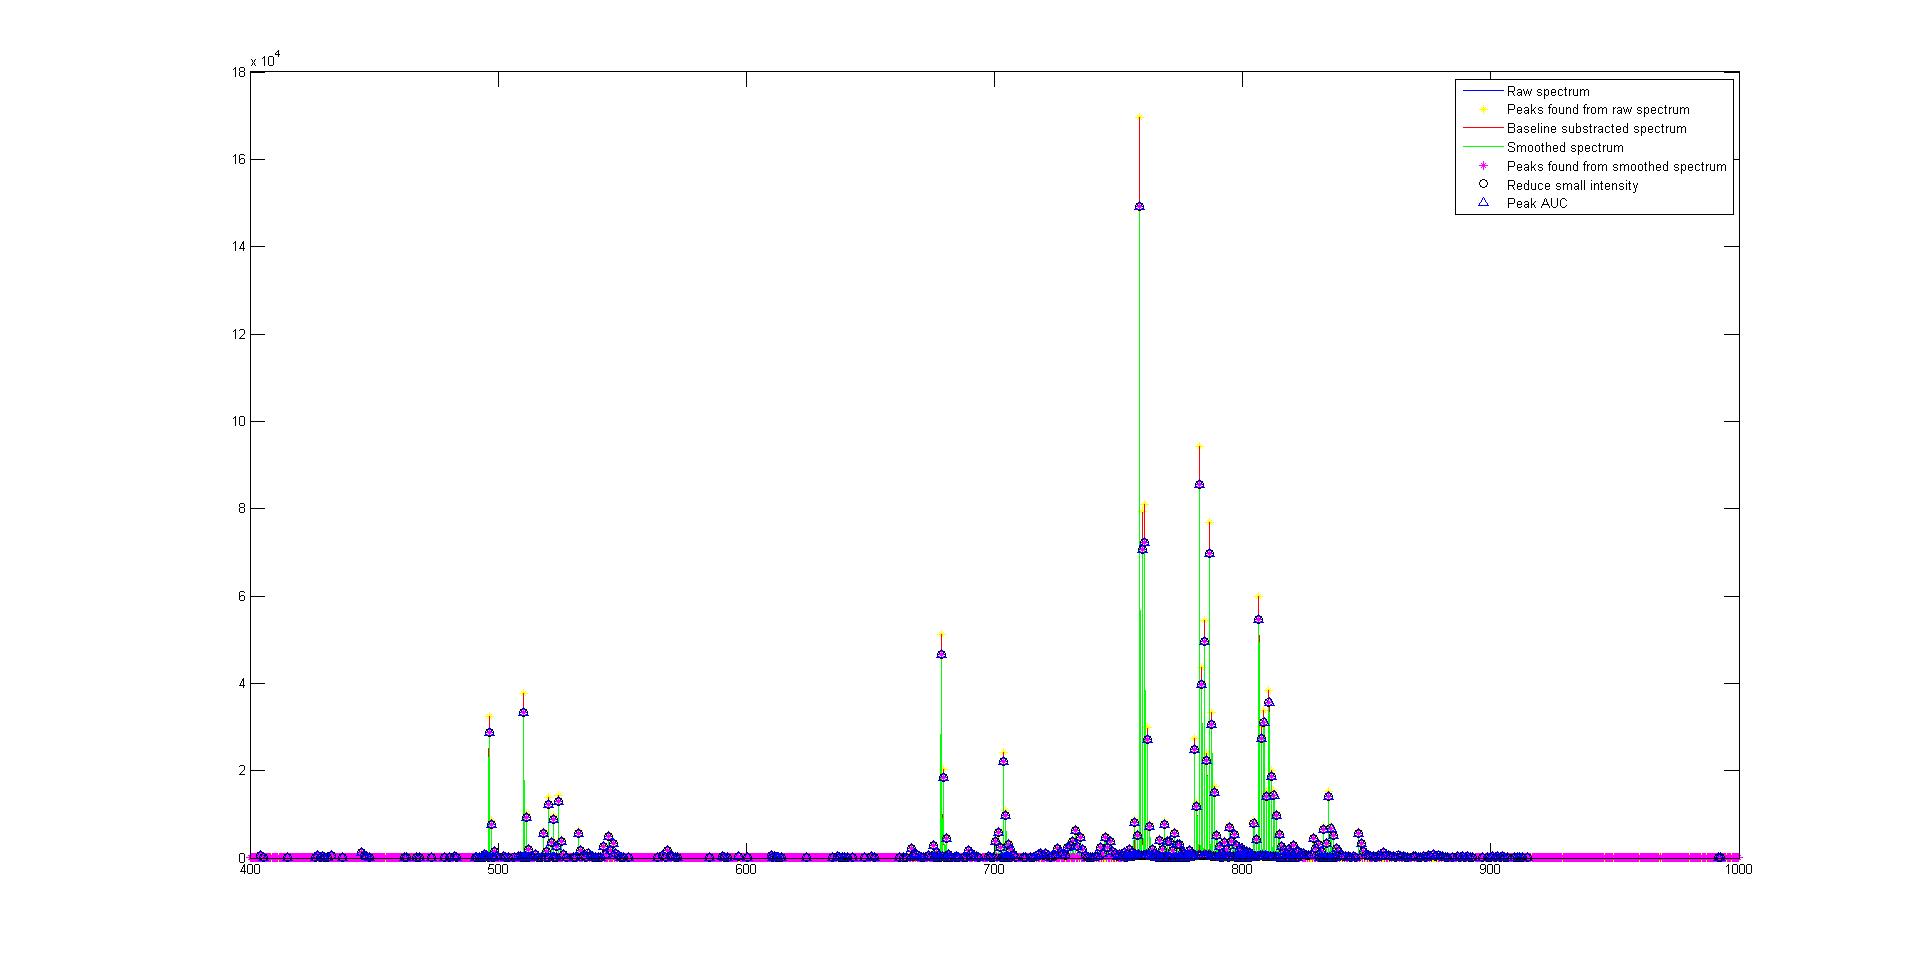 x 10^4
18
16
14
12
10
8
6
4
2
0
400 500 600 700 800 900 1000
Raw spectrum
Peaks found from raw spectrum
Baseline substracted spectrum
Smoothed spectrum
Peaks found from smoothed spectrum
Reduce small intensity
Peak AUC